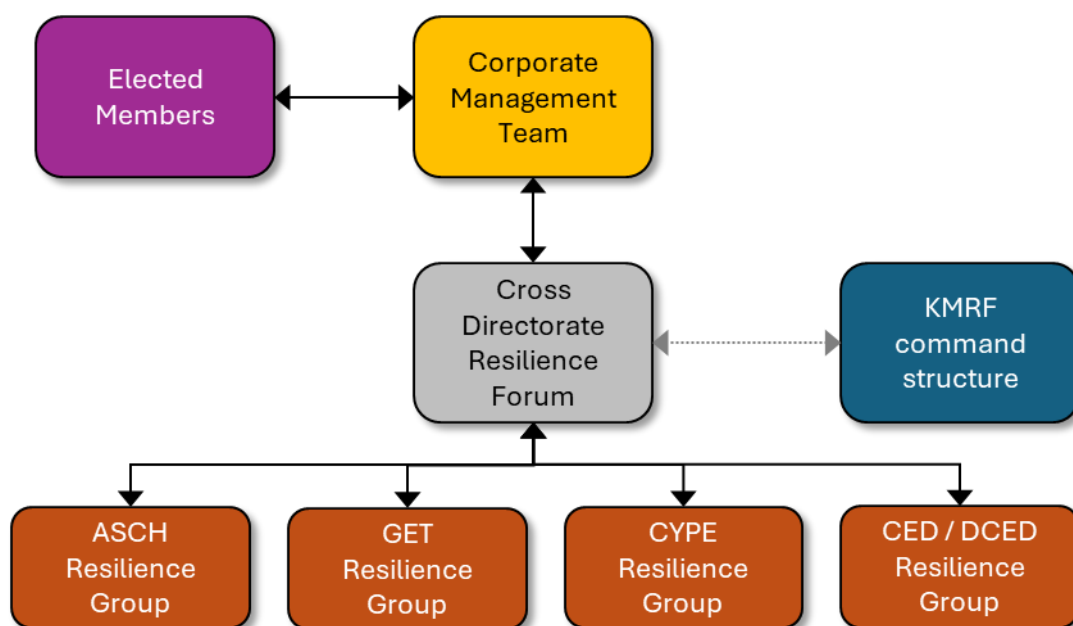 Elected
Members
Corporate
Management
Team
Cross
Directorate
Resilience
Forum
KMRF
command
structure
ASCH
Resilience
Group
GET
Resilience
Group
CYPE
Resilience
Group
CED / DCED
Resilience
Group